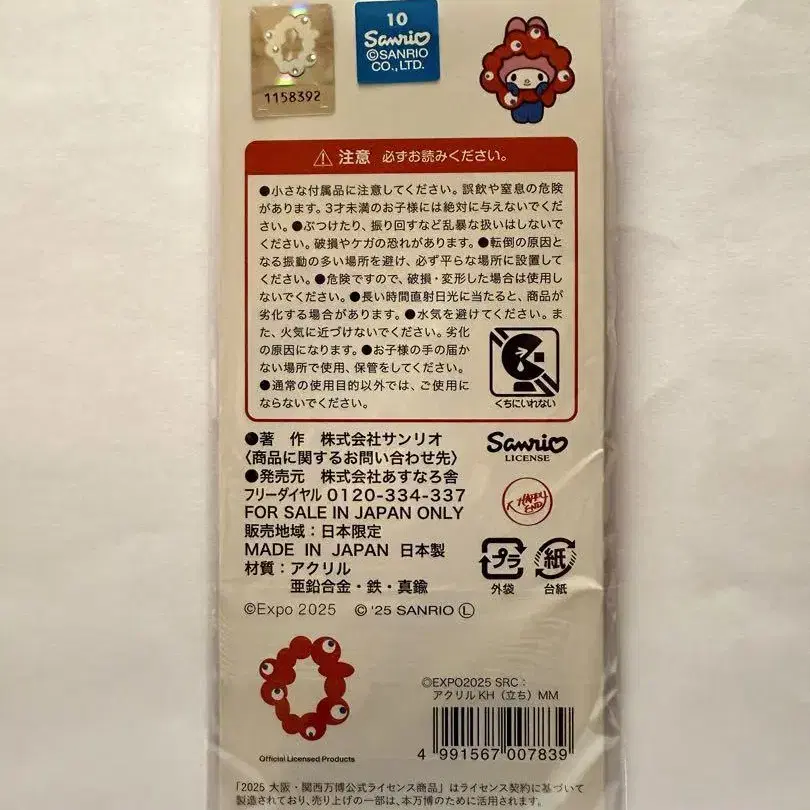 1158392
10
Sanrio
©SANRIO
CO.,LTD.
注意 必ずお読みください。
●小さな付属品に注意してください。誤飲や窒息の危険
があります。3才未満のお子様には絶対に与えないでくだ
さい。●ぶつけたり、振り回すなど乱暴な扱いはしないで
ください。破損やケガの恐れがあります。●転倒の原因と
なる振動の多い場所を避け、必ず平らな場所に設置して
ください。●危険ですので、破損・変形した場合は使用し
ないでください。●長い時間直射日光に当たると、商品が
劣化する場合があります。●水気を避けてください。ま
た、火気に近づけないでください。劣化
の原因になります。●お子様の手の届か
ない場所で使用、保管をしてください。
●通常の使用目的以外では、ご使用に
ならないでください。
くちにいれない
●著 作 株式会社サンリオ
〈商品に関するお問い合わせ先〉
●発売元 株式会社あすなろ舎
フリーダイヤル 0120-334-337
FOR SALE IN JAPAN ONLY
販売地域：日本限定
MADE IN JAPAN 日本製
材質：アクリル
亜鉛合金・鉄・真鍮
Sanrio
LICENSE
HAPPY
END
プラ
外袋
紙
台紙
©Expo 2025 © '25 SANRIO Ⓛ
Official Licensed Products
©EXPO2025 SRC：
アクリルKH（立ち）MM
4 991567 007839
「2025 大阪・関西万博公式ライセンス商品」はライセンス契約に基づいて
製造されており、売り上げの一部は、本万博のために活用されます。